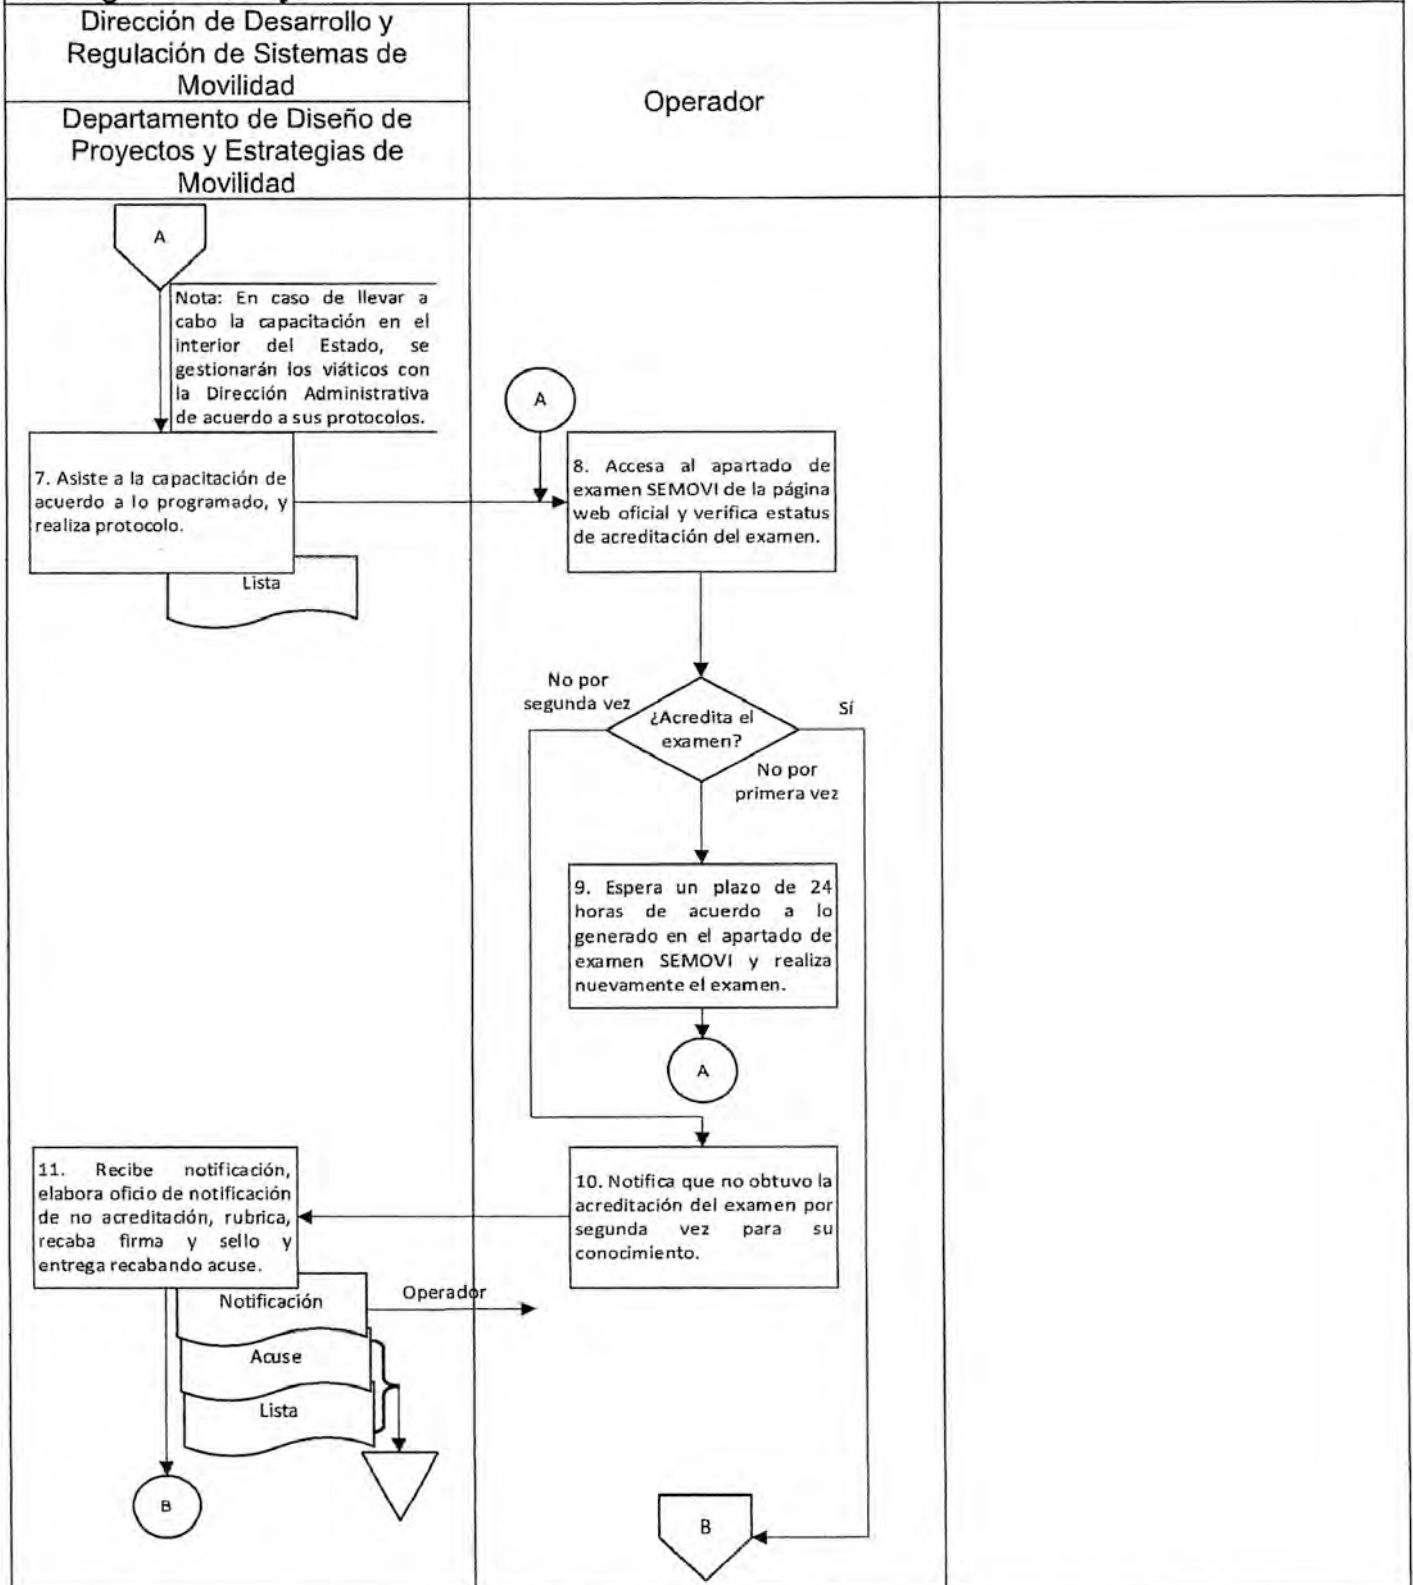 Dirección de Desarrollo y
Regulación de Sistemas de
Movilidad
Departamento de Diseño de
Proyectos y Estrategias de
Movilidad
Operador
A
Nota: En caso de llevar a
cabo la capacitación en el
interior del Estado, se
gestionarán los viáticos con
la Dirección Administrativa
de acuerdo a sus protocolos.
A
7. Asiste a la capacitación de
acuerdo a lo programado, y
realiza protocolo.
Lista
8. Accesa al apartado de
examen SEMOVI de la página
web oficial y verifica estatus
de acreditación del examen.
No por
segunda vez
¿Acredita el
examen?
Sí
No por
primera vez
9. Espera un plazo de 24
horas de acuerdo a lo
generado en el apartado de
examen SEMOVI y realiza
nuevamente el examen.
A
10. Notifica que no obtuvo la
acreditación del examen por
segunda vez para su
conocimiento.
11. Recibe notificación,
elabora oficio de notificación
de no acreditación, rubrica,
recaba firma y sello y
entrega recabando acuse.
Notificación
Operador
Acuse
Lista
B
B